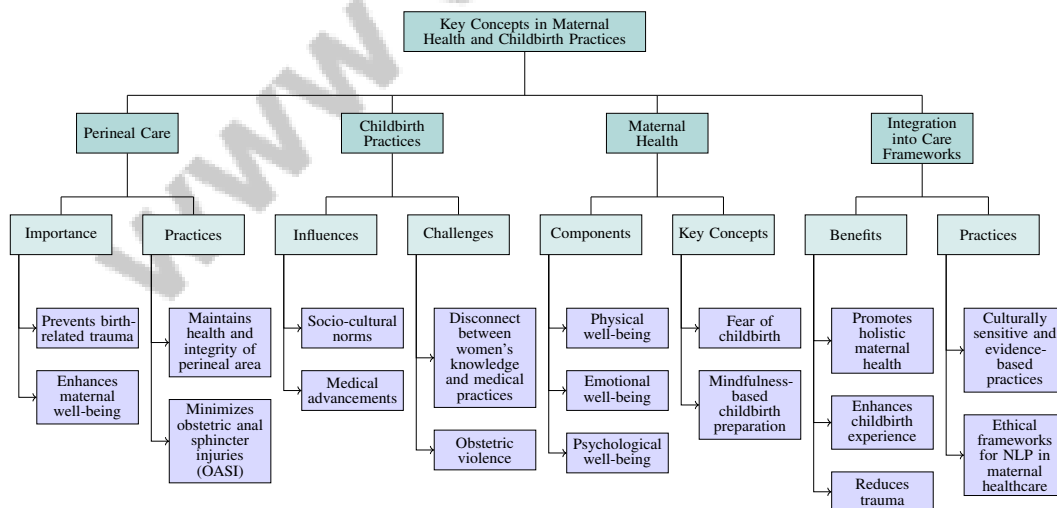 Key Concepts in Maternal
Health and Childbirth Practices
Perineal Care
Childbirth
Practices
Maternal
Health
Integration
into Care
Frameworks
Importance
Practices
Influences
Challenges
Components
Key Concepts
Benefits
Practices
Prevents birth-
related trauma
Enhances
maternal
well-being
Maintains
health and
integrity of
perineal area
Minimizes
obstetric anal
sphincter
injuries
(OASI)
Socio-cultural
norms
Medical
advancements
Disconnect
between
women's
knowledge
and medical
practices
Obstetric
violence
Physical
well-being
Emotional
well-being
Psychological
well-being
Fear of
childbirth
Mindfulness-
based childbirth
preparation
Promotes
holistic
maternal
health
Enhances
childbirth
experience
Reduces
trauma
Culturally
sensitive and
evidence-
based
practices
Ethical
frameworks
for NLP in
maternal
healthcare
www